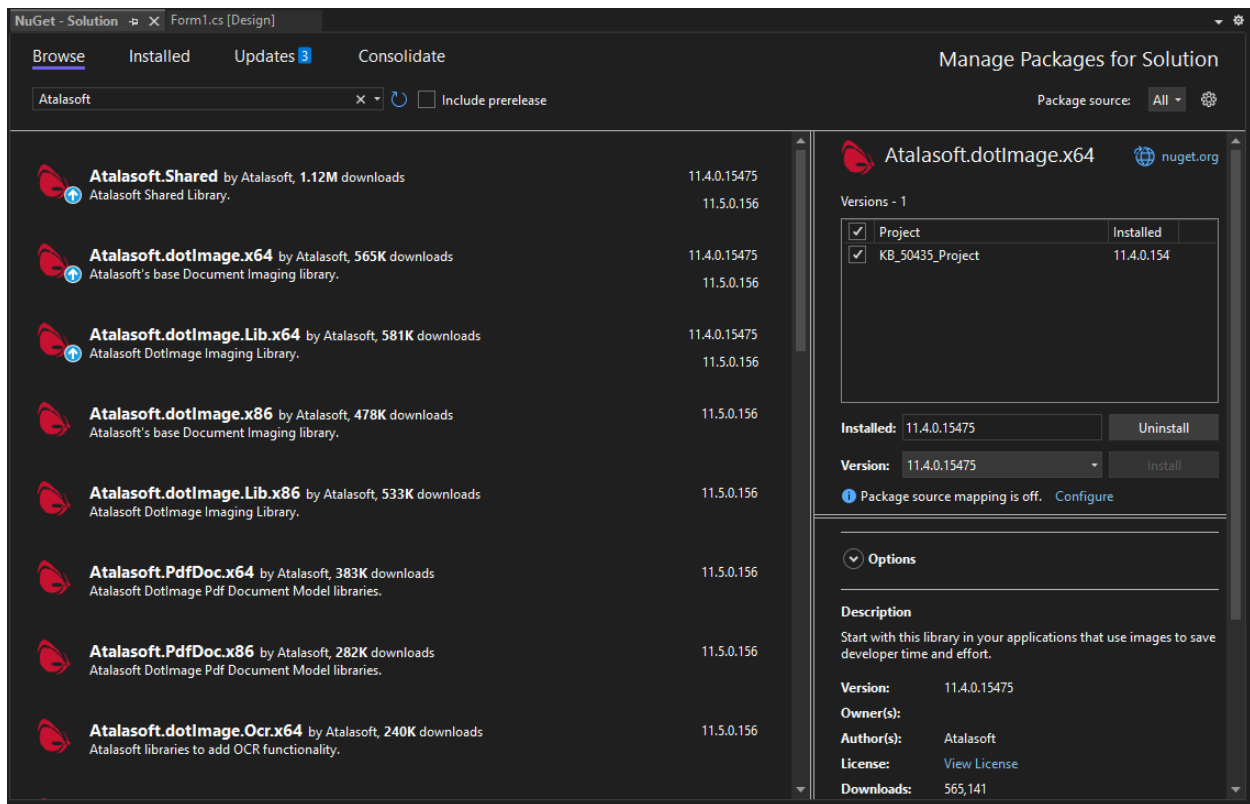 NuGet - Solution Form1.cs [Design]
Browse Installed Updates 3 Consolidate
Manage Packages for Solution
Atalasoft Include prerelease
Package source: All
Atalasoft.Shared by Atalasoft, 1.12M downloads 11.4.0.15475
Atalasoft Shared Library. 11.5.0.156
Atalasoft.dotImage.x64 by Atalasoft, 565K downloads 11.4.0.15475
Atalasoft's base Document Imaging library. 11.5.0.156
Atalasoft.dotImage.Lib.x64 by Atalasoft, 581K downloads 11.4.0.15475
Atalasoft DotImage Imaging Library. 11.5.0.156
Atalasoft.dotImage.x86 by Atalasoft, 478K downloads 11.5.0.156
Atalasoft's base Document Imaging library.
Atalasoft.dotImage.Lib.x86 by Atalasoft, 533K downloads 11.5.0.156
Atalasoft DotImage Imaging Library.
Atalasoft.PdfDoc.x64 by Atalasoft, 383K downloads 11.5.0.156
Atalasoft DotImage Pdf Document Model libraries.
Atalasoft.PdfDoc.x86 by Atalasoft, 282K downloads 11.5.0.156
Atalasoft DotImage Pdf Document Model libraries.
Atalasoft.dotImage.Ocr.x64 by Atalasoft, 240K downloads 11.5.0.156
Atalasoft libraries to add OCR functionality.
Atalasoft.dotImage.x64 nuget.org
Versions - 1
Project Installed
KB_50435_Project 11.4.0.154
Installed: 11.4.0.15475 Uninstall
Version: 11.4.0.15475 Install
Package source mapping is off. Configure
Options
Description
Start with this library in your applications that use images to save
developer time and effort.
Version: 11.4.0.15475
Owner(s):
Author(s): Atalasoft
License: View License
Downloads: 565,141